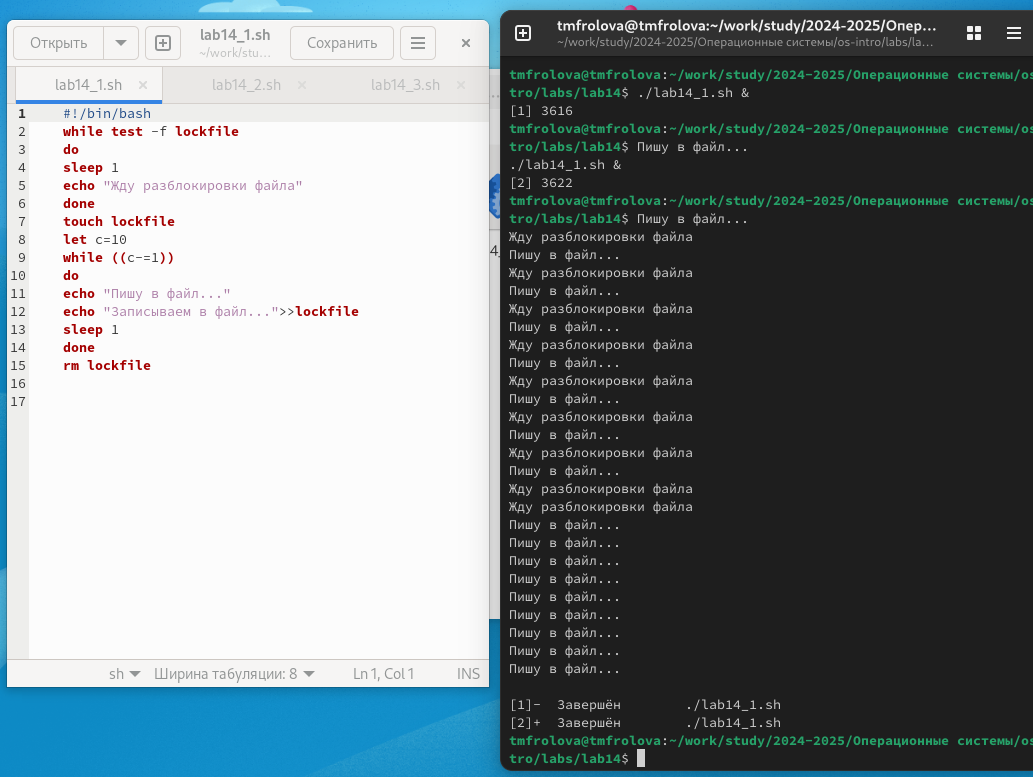 Открыть
lab14_1.sh
~/work/stu…
Сохранить
lab14_1.sh
lab14_2.sh
lab14_3.sh
1 #!/bin/bash
2 while test -f lockfile
3 do
4 sleep 1
5 echo "Жду разблокировки файла"
6 done
7 touch lockfile
8 let c=10
9 while ((c-=1))
10 do
11 echo "Пишу в файл..."
12 echo "Записываем в файл...">>lockfile
13 sleep 1
14 done
15 rm lockfile
16
17
sh
Ширина табуляции: 8
Ln 1, Col 1
INS
tmfrolova@tmfrolova:~/work/study/2024-2025/Опер…
~/work/study/2024-2025/Операционные системы/os-intro/labs/la…
tmfrolova@tmfrolova:~/work/study/2024-2025/Операционные системы/os
tro/labs/lab14$ ./lab14_1.sh &
[1] 3616
tmfrolova@tmfrolova:~/work/study/2024-2025/Операционные системы/os
tro/labs/lab14$ Пишу в файл...
./lab14_1.sh &
[2] 3622
tmfrolova@tmfrolova:~/work/study/2024-2025/Операционные системы/os
tro/labs/lab14$ Пишу в файл...
Жду разблокировки файла
Пишу в файл...
Жду разблокировки файла
Пишу в файл...
Жду разблокировки файла
Пишу в файл...
Жду разблокировки файла
Пишу в файл...
Жду разблокировки файла
Пишу в файл...
Жду разблокировки файла
Пишу в файл...
Жду разблокировки файла
Пишу в файл...
Жду разблокировки файла
Жду разблокировки файла
Пишу в файл...
Пишу в файл...
Пишу в файл...
Пишу в файл...
Пишу в файл...
Пишу в файл...
Пишу в файл...
Пишу в файл...
Пишу в файл...
[1]- Завершён ./lab14_1.sh
[2]+ Завершён ./lab14_1.sh
tmfrolova@tmfrolova:~/work/study/2024-2025/Операционные системы/os
tro/labs/lab14$